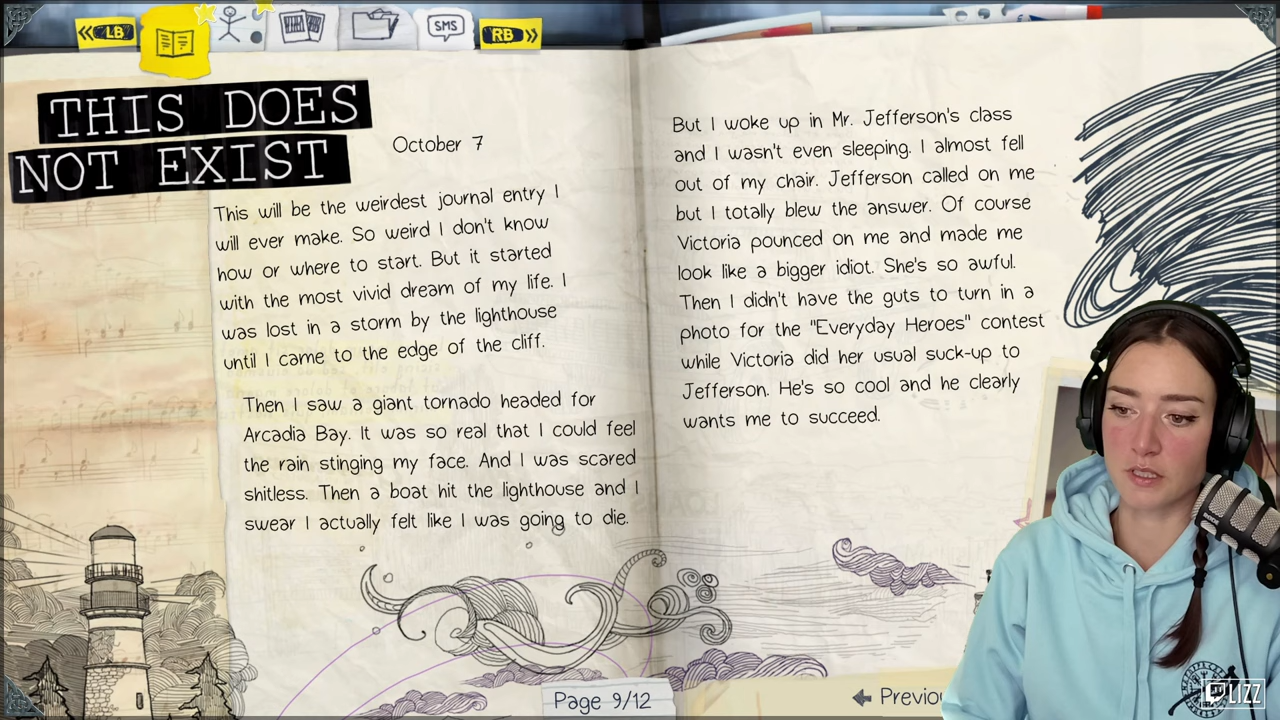 LB
SMS
RB
THIS DOES
NOT EXIST
October 7
This will be the weirdest journal entry I
will ever make. So weird I don't know
how or where to start. But it started
with the most vivid dream of my life. I
was lost in a storm by the lighthouse
until I came to the edge of the cliff.
Then I saw a giant tornado headed for
Arcadia Bay. It was so real that I could feel
the rain stinging my face. And I was scared
shitless. Then a boat hit the lighthouse and I
swear I actually felt like I was going to die.
But I woke up in Mr. Jefferson's class
and I wasn't even sleeping. I almost fell
out of my chair. Jefferson called on me
but I totally blew the answer. Of course
Victoria pounced on me and made me
look like a bigger idiot. She's so awful.
Then I didn't have the guts to turn in a
photo for the "Everyday Heroes" contest
while Victoria did her usual suck-up to
Jefferson. He's so cool and he clearly
wants me to succeed.
Page 9/12
Previou
LIZZ